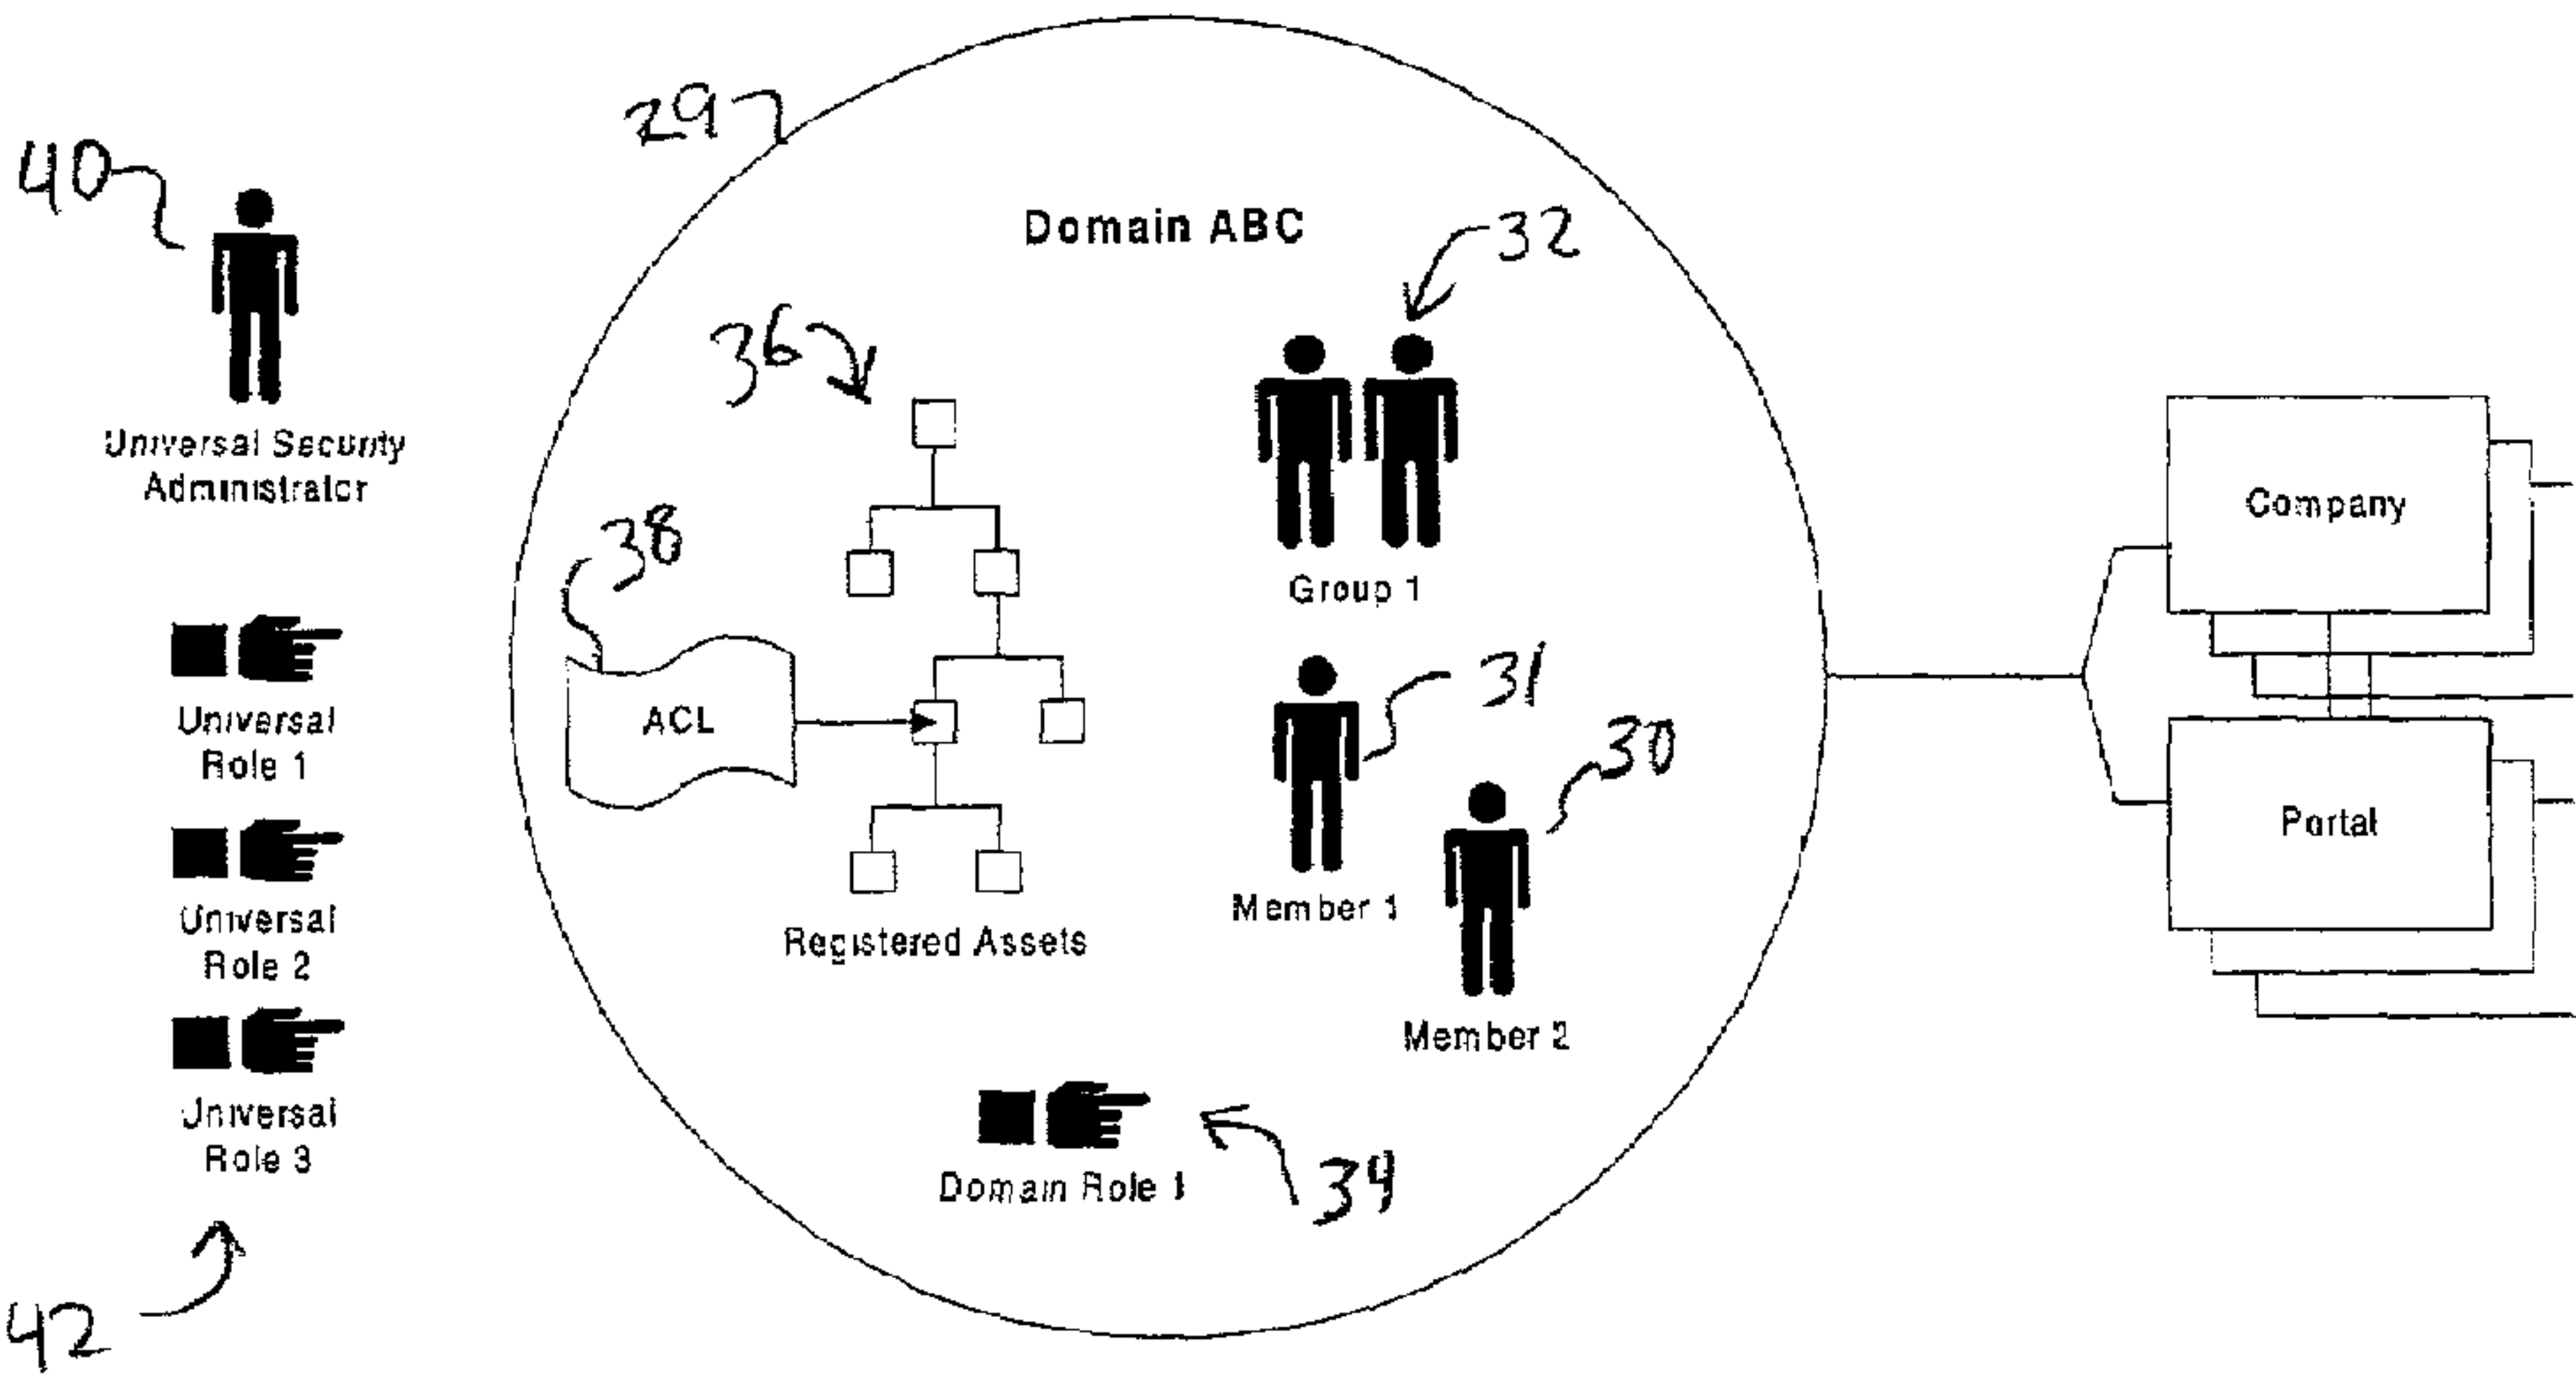 40
Universal Security
Administrator
Universal
Role 1
Universal
Role 2
Universal
Role 3
42
29
Domain ABC
32
36
Group 1
38
ACL
31
30
Member 1
Registered Assets
Member 2
Domain Role 1
34
Company
Portal